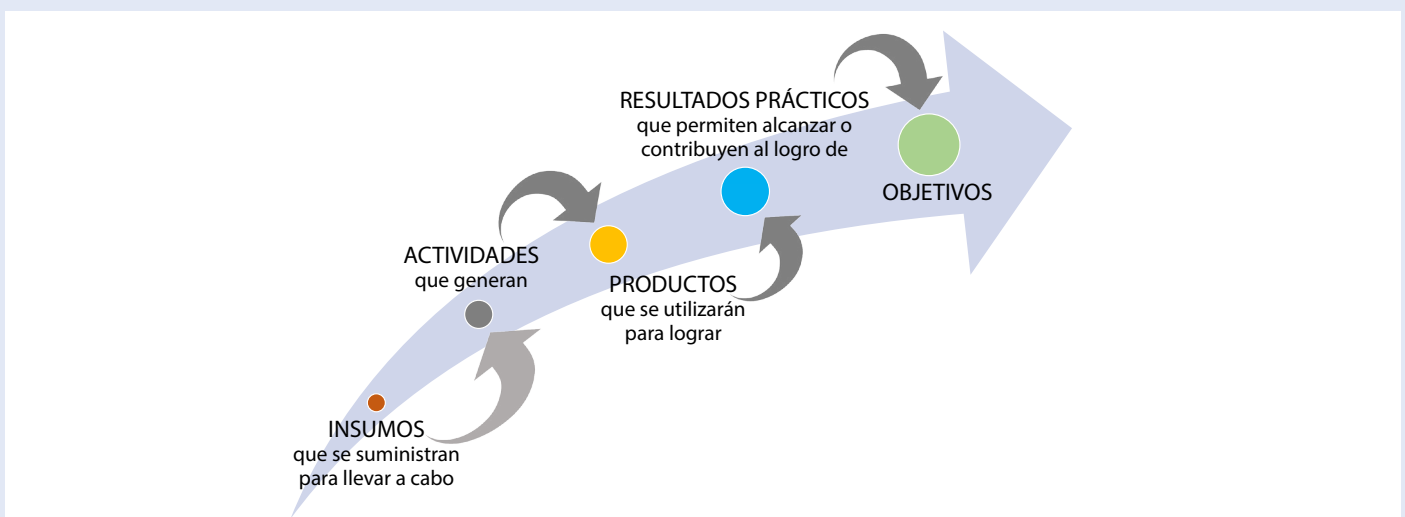 INSUMOS
que se suministran
para llevar a cabo
ACTIVIDADES
que generan
PRODUCTOS
que se utilizarán
para lograr
RESULTADOS PRÁCTICOS
que permiten alcanzar o
contribuyen al logro de
OBJETIVOS